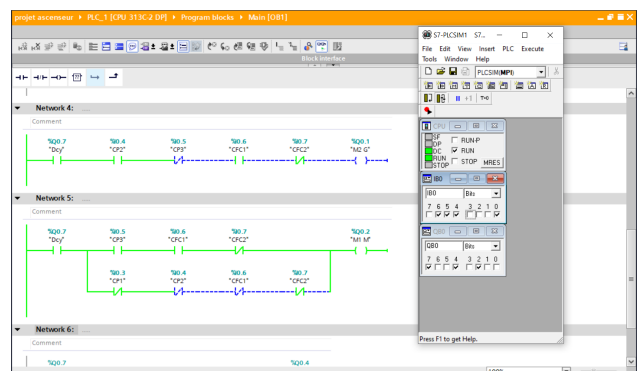 projet ascenseur ▸ PLC_1 [CPU 313C-2 DP] ▸ Program blocks ▸ Main [OB1]
Block interface
Network 4: .....
Comment
%Q0.7 %I0.4 %I0.5 %I0.6 %I0.7 %Q0.1
"Dcy" "CP2" "CP3" "CFC1" "CFC2" "M2 G"
Network 5: .....
Comment
%Q0.7 %I0.5 %I0.6 %I0.7 %Q0.2
"Dcy" "CP3" "CFC1" "CFC2" "M1 M"
%I0.3 %I0.4 %I0.6 %I0.7
"CP1" "CP2" "CFC1" "CFC2"
Network 6: .....
Comment
%Q0.7 %Q0.4
S7-PLCSIM1 S7...
File Edit View Insert PLC Execute
Tools Window Help
PLCSIM(MPI)
+1 T=0
CPU
SF
DP
DC
RUN
STOP
RUN-P
RUN
STOP
MRES
IB0
IB0 Bits
7 6 5 4 3 2 1 0
QB0
QB0 Bits
7 6 5 4 3 2 1 0
Press F1 to get Help.